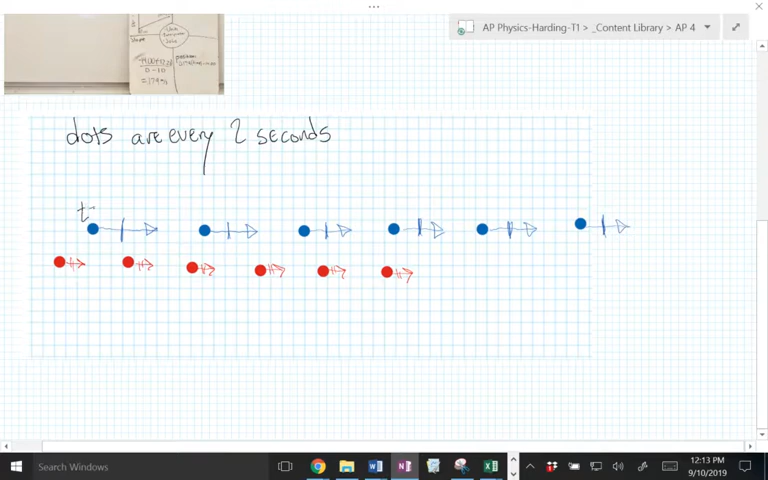 AP Physics-Harding-T1 > _Content Library > AP 4
dots are every 2 seconds
t
Search Windows
12:13 PM
9/10/2019